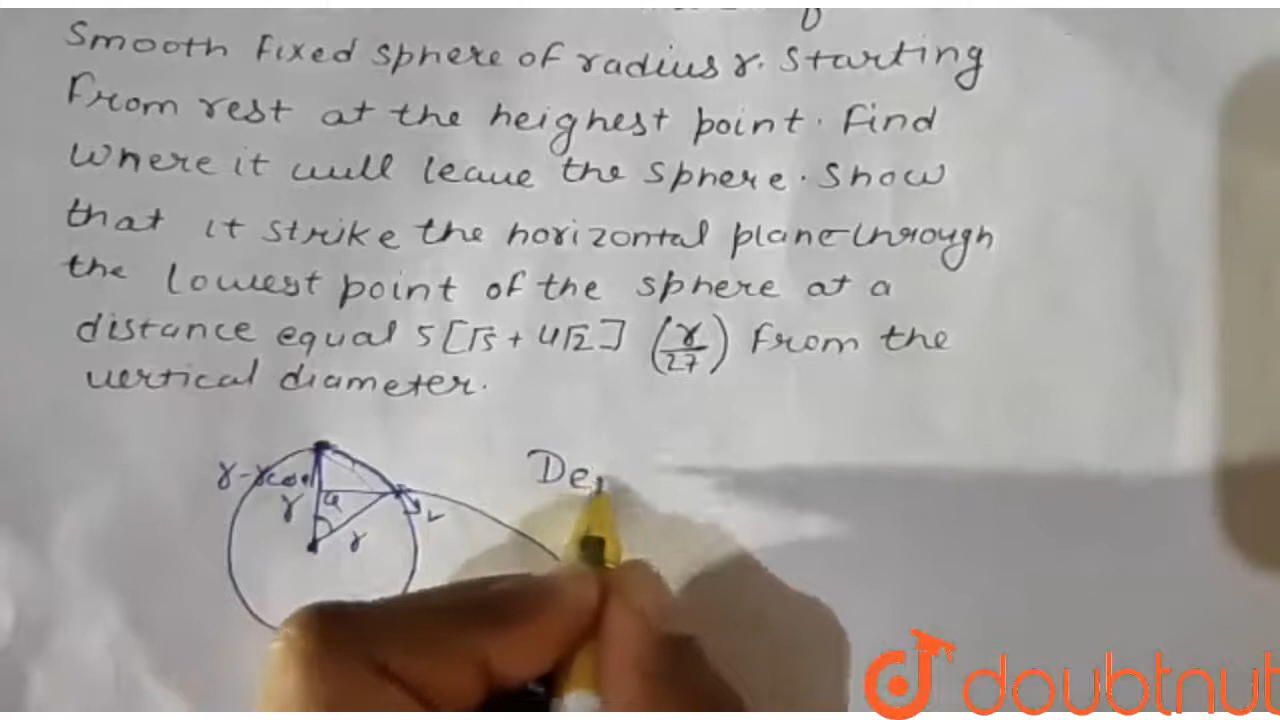 Smooth fixed sphere of radius r. Starting
From rest at the heighest point. Find
Where it will leave the sphere. Show
that it strike the horizontal plane through
the lowest point of the sphere at a
distance equal 5[√5 + 4√2] (r/27) From the
vertical diameter.
r-rcos
De
r
r
doubtnut